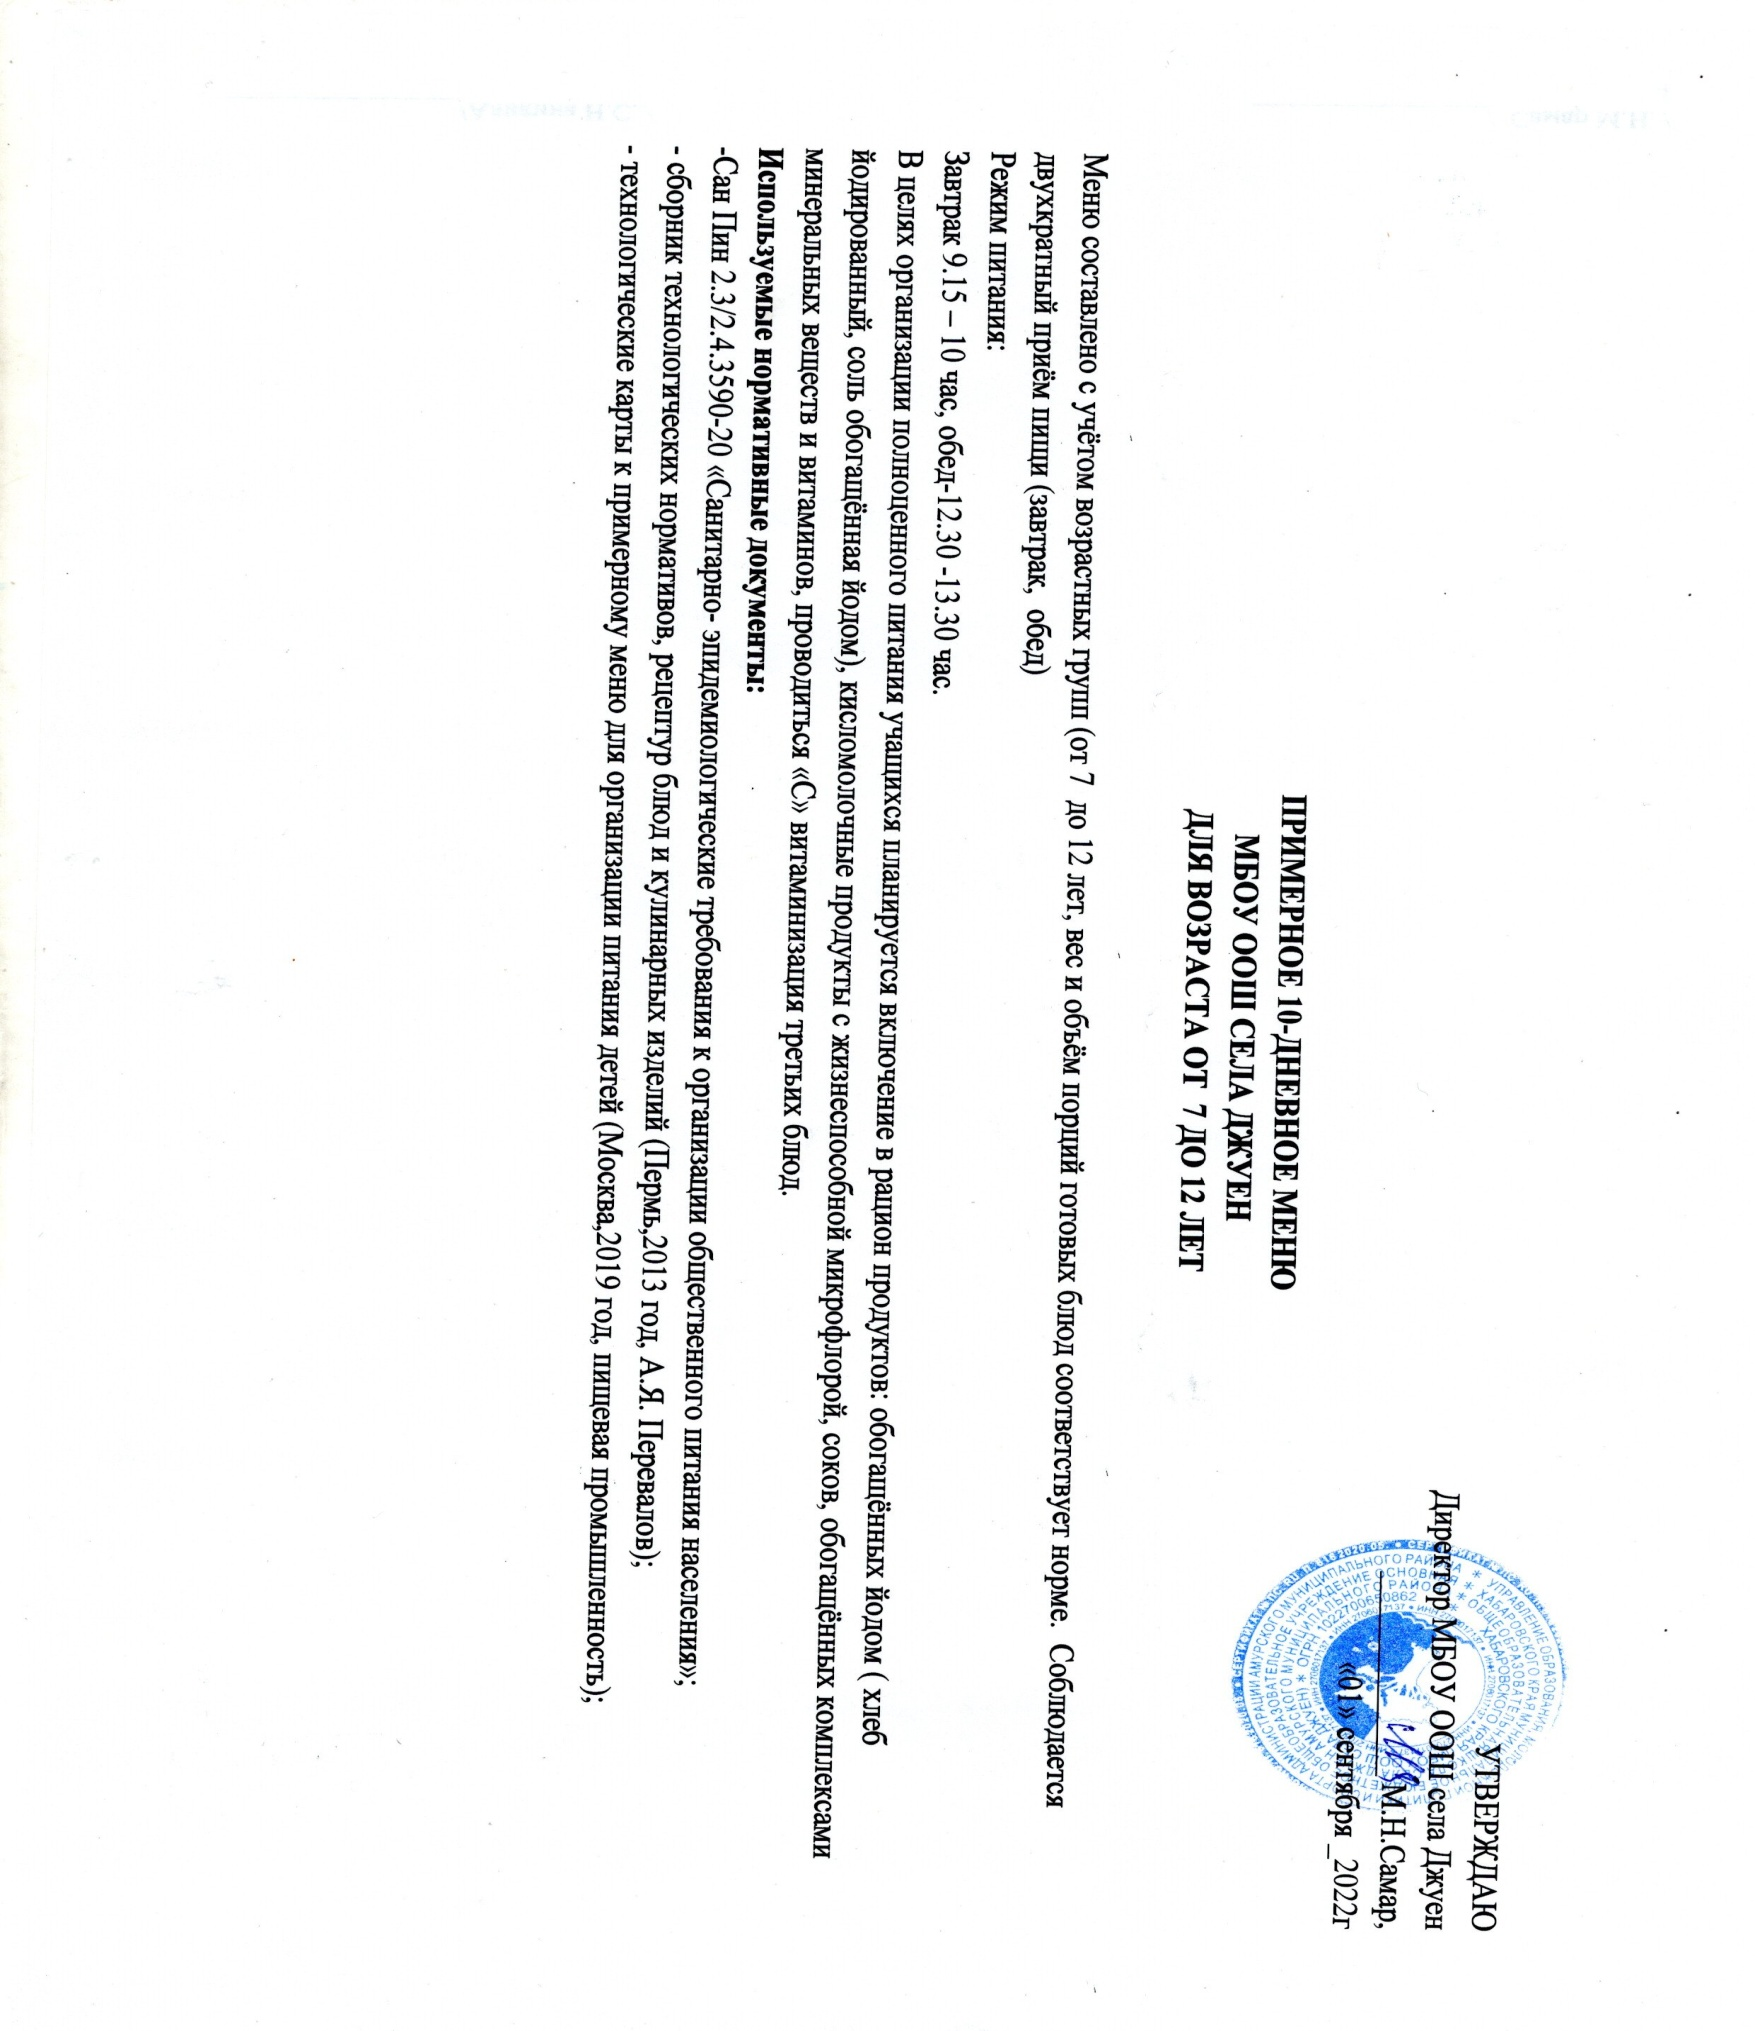 УТВЕРЖДАЮ
Директор МБОУ ООШ села Джуен
М.Н.Самар,
«01» сентября _2022г
ПРИМЕРНОЕ 10-ДНЕВНОЕ МЕНЮ
МБОУ ООШ СЕЛА ДЖУЕН
ДЛЯ ВОЗРАСТА ОТ 7 ДО 12 ЛЕТ
Меню составлено с учётом возрастных групп (от 7 до 12 лет, вес и объём порций готовых блюд соответствует норме. Соблюдается
двухкратный приём пищи (завтрак, обед)
Режим питания:
Завтрак 9.15 – 10 час, обед-12.30 -13.30 час.
В целях организации полноценного питания учащихся планируется включение в рацион продуктов: обогащённых йодом ( хлеб
йодированный, соль обогащённая йодом), кисломолочные продукты с жизнеспособной микрофлорой, соков, обогащённых комплексами
минеральных веществ и витаминов, проводиться «С» витаминизация третьих блюд.
Используемые нормативные документы:
-Сан Пин 2.3/2.4.3590-20 «Санитарно- эпидемиологические требования к организации общественного питания населения»;
- сборник технологических нормативов, рецептур блюд и кулинарных изделий (Пермь,2013 год, А.Я. Перевалов);
- технологические карты к примерному меню для организации питания детей (Москва,2019 год, пищевая промышленность);